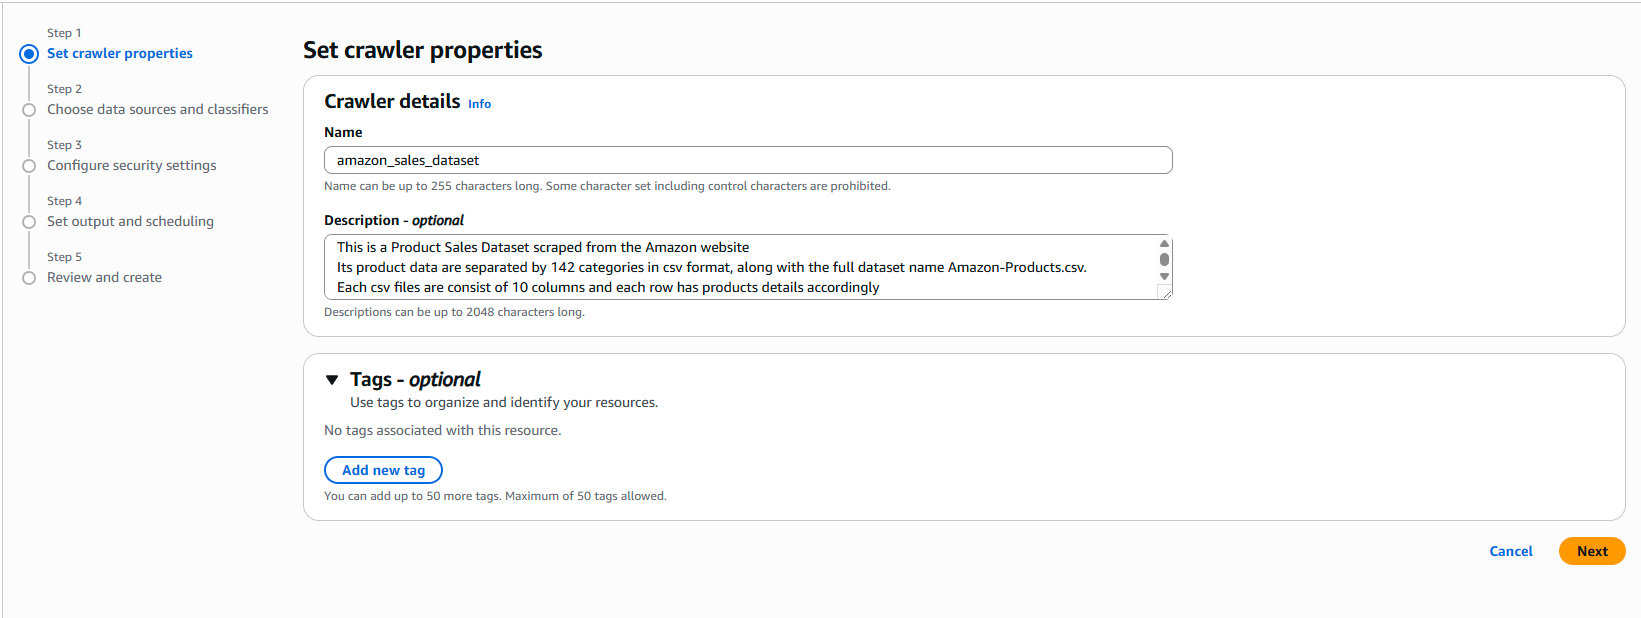 Step 1
Set crawler properties
Step 2
Choose data sources and classifiers
Step 3
Configure security settings
Step 4
Set output and scheduling
Step 5
Review and create
Set crawler properties
Crawler details Info
Name
amazon_sales_dataset
Name can be up to 255 characters long. Some character set including control characters are prohibited.
Description - optional
This is a Product Sales Dataset scraped from the Amazon website
Its product data are separated by 142 categories in csv format, along with the full dataset name Amazon-Products.csv.
Each csv files are consist of 10 columns and each row has products details accordingly
Descriptions can be up to 2048 characters long.
Tags - optional
Use tags to organize and identify your resources.
No tags associated with this resource.
Add new tag
You can add up to 50 more tags. Maximum of 50 tags allowed.
Cancel Next